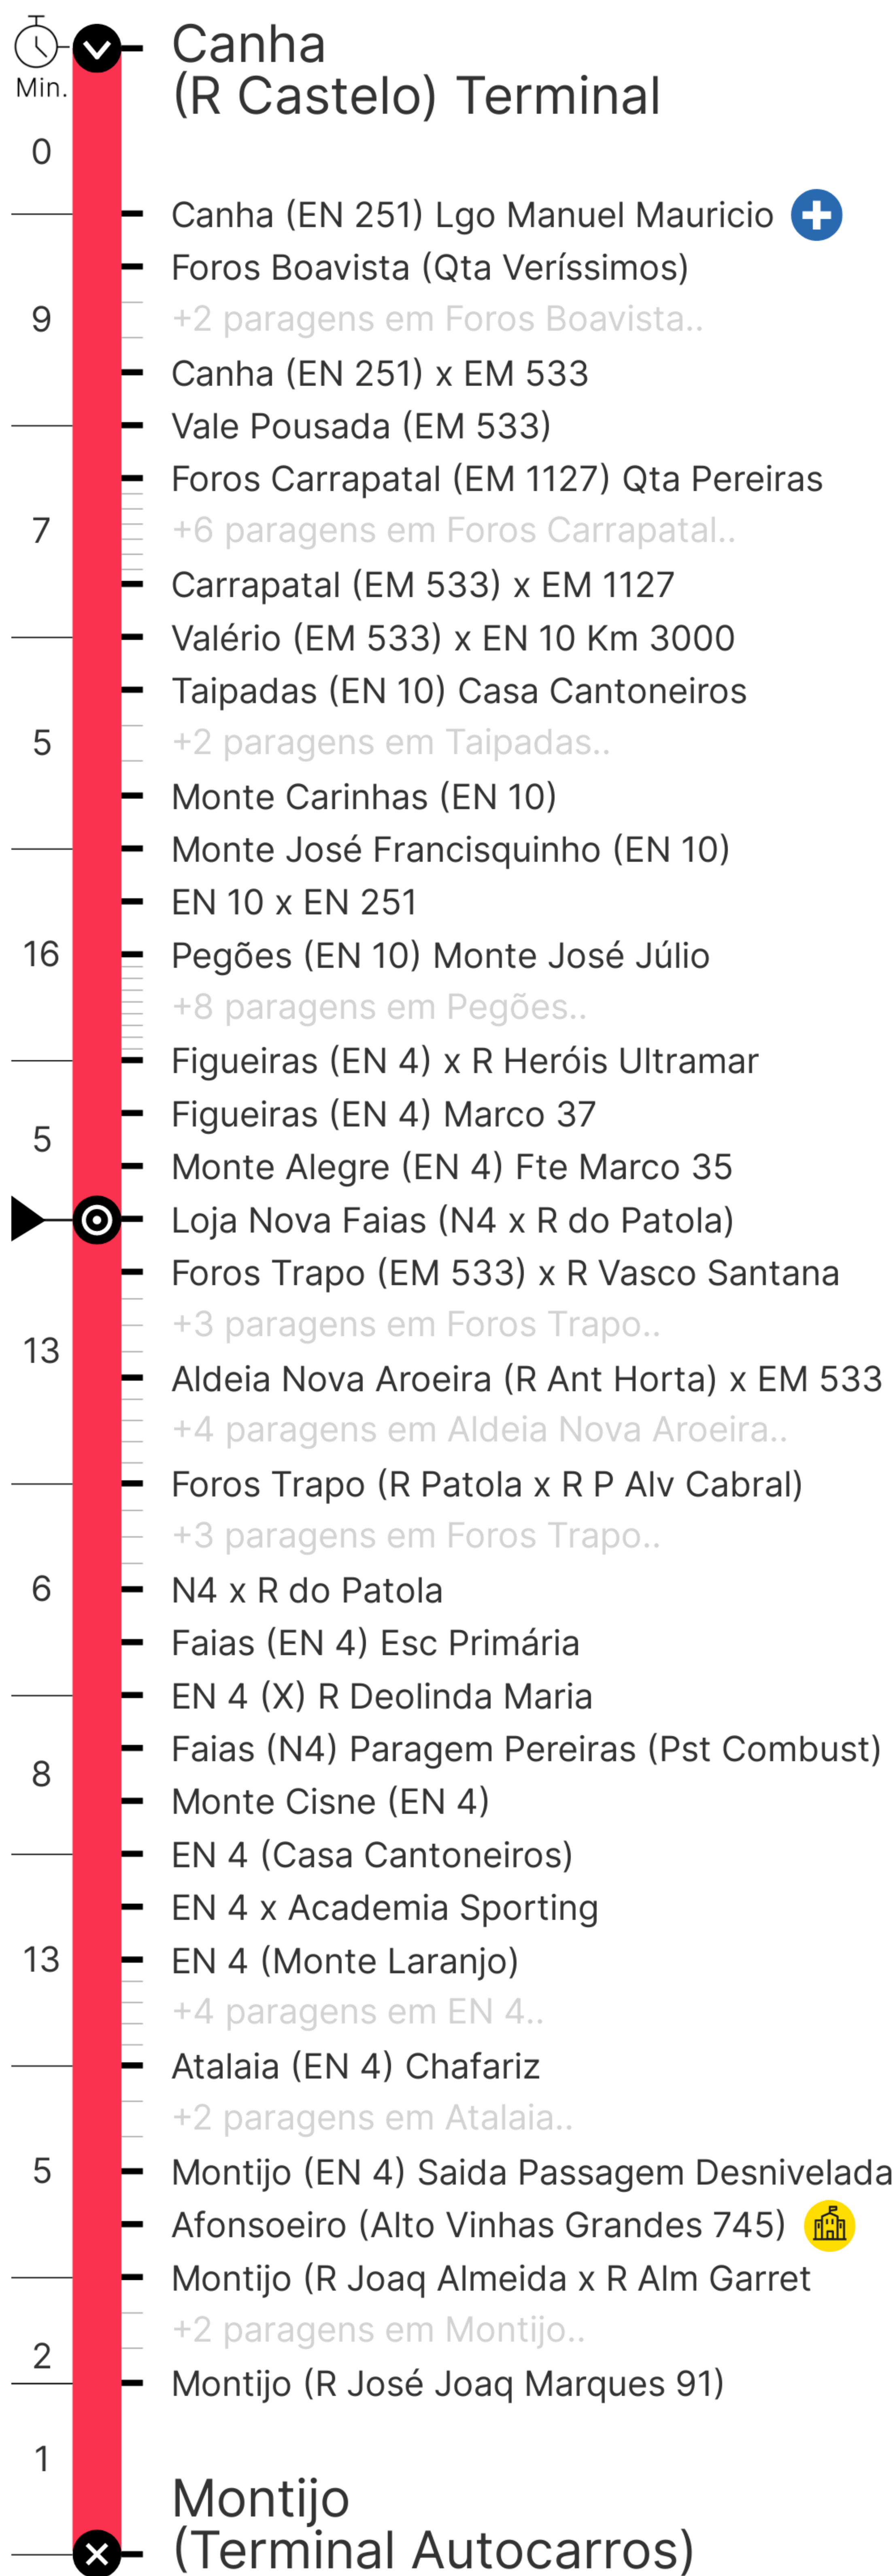 Canha
(R Castelo) Terminal
Min.
0
Canha (EN 251) Lgo Manuel Mauricio
Foros Boavista (Qta Veríssimos)
9
+2 paragens em Foros Boavista..
Canha (EN 251) x EM 533
Vale Pousada (EM 533)
Foros Carrapatal (EM 1127) Qta Pereiras
7
+6 paragens em Foros Carrapatal..
Carrapatal (EM 533) x EM 1127
Valério (EM 533) x EN 10 Km 3000
Taipadas (EN 10) Casa Cantoneiros
5
+2 paragens em Taipadas..
Monte Carinhas (EN 10)
Monte José Francisquinho (EN 10)
EN 10 x EN 251
16
Pegões (EN 10) Monte José Júlio
+8 paragens em Pegões..
Figueiras (EN 4) x R Heróis Ultramar
Figueiras (EN 4) Marco 37
5
Monte Alegre (EN 4) Fte Marco 35
Loja Nova Faias (N4 x R do Patola)
Foros Trapo (EM 533) x R Vasco Santana
+3 paragens em Foros Trapo..
13
Aldeia Nova Aroeira (R Ant Horta) x EM 533
+4 paragens em Aldeia Nova Aroeira..
Foros Trapo (R Patola x R P Alv Cabral)
+3 paragens em Foros Trapo..
6
N4 x R do Patola
Faias (EN 4) Esc Primária
EN 4 (X) R Deolinda Maria
Faias (N4) Paragem Pereiras (Pst Combust)
8
Monte Cisne (EN 4)
EN 4 (Casa Cantoneiros)
EN 4 x Academia Sporting
13
EN 4 (Monte Laranjo)
+4 paragens em EN 4..
Atalaia (EN 4) Chafariz
+2 paragens em Atalaia..
5
Montijo (EN 4) Saida Passagem Desnivelada
Afonsoeiro (Alto Vinhas Grandes 745)
Montijo (R Joaq Almeida x R Alm Garret
+2 paragens em Montijo..
2
Montijo (R José Joaq Marques 91)
1
Montijo
(Terminal Autocarros)